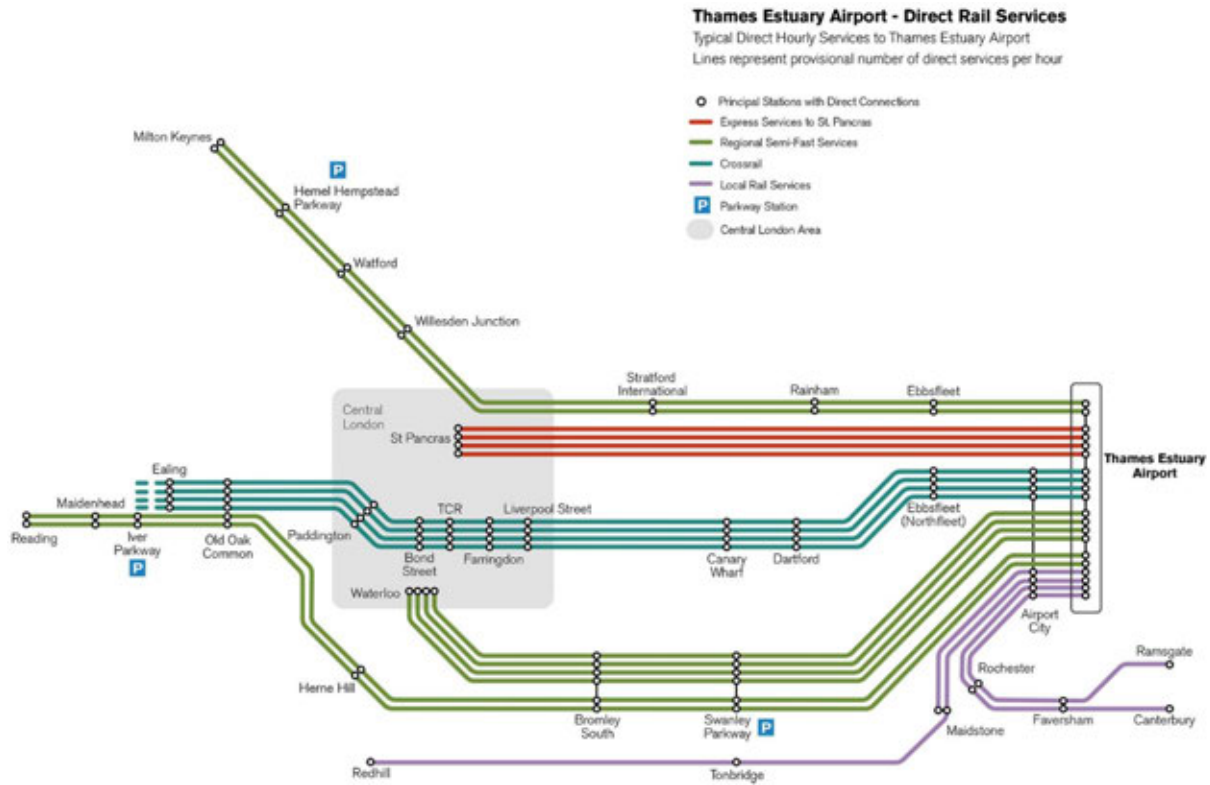 Thames Estuary Airport - Direct Rail Services
Typical Direct Hourly Services to Thames Estuary Airport
Lines represent provisional number of direct services per hour
Principal Stations with Direct Connections
Express Services to St. Pancras
Regional Semi-Fast Services
Crossrail
Local Rail Services
P Parkway Station
Central London Area
Milton Keynes
P
Hemel Hempstead
Parkway
Watford
Willesden Junction
Stratford
International
Rainham
Ebbsfleet
Central
London
St Pancras
Thames Estuary
Airport
Ealing
Maidenhead
Reading
Iver
Parkway
P
Old Oak
Common
Paddington
TCR
Liverpool Street
Bond
Street
Farringdon
Canary
Wharf
Dartford
Ebbsfleet
(Northfleet)
Waterloo
Airport
City
Herne Hill
Bromley
South
Swanley
Parkway
P
Rochester
Ramsgate
Maidstone
Faversham
Canterbury
Redhill
Tonbridge